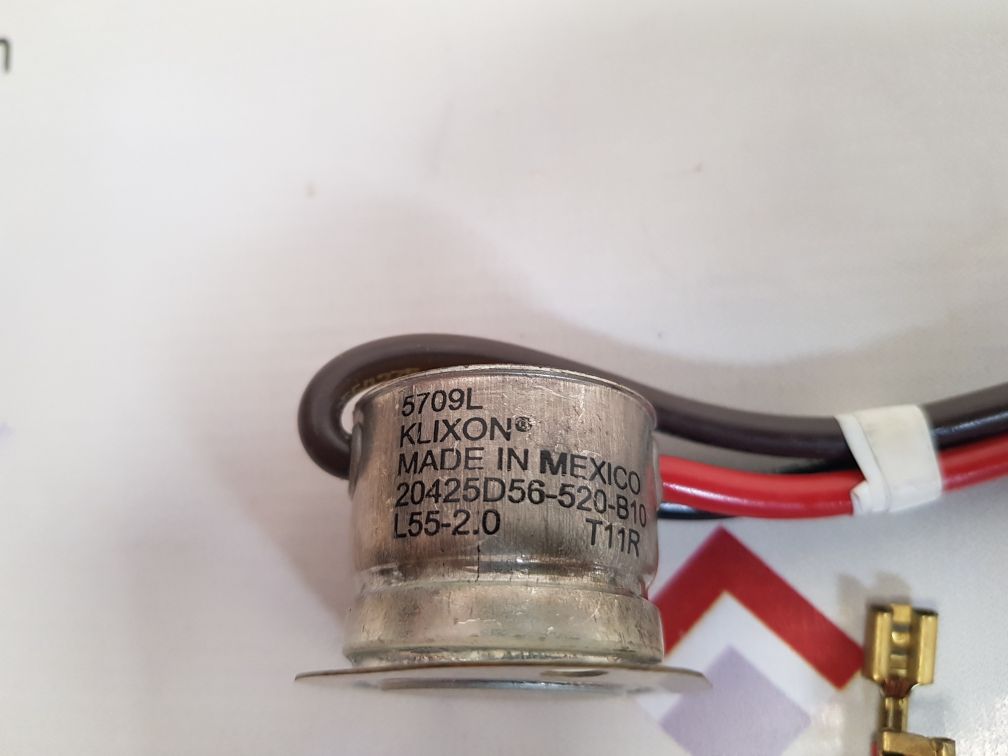 5709L
KLIXON®
MADE IN MEXICO
20425D56-520-B10
L55-2.0 T11R